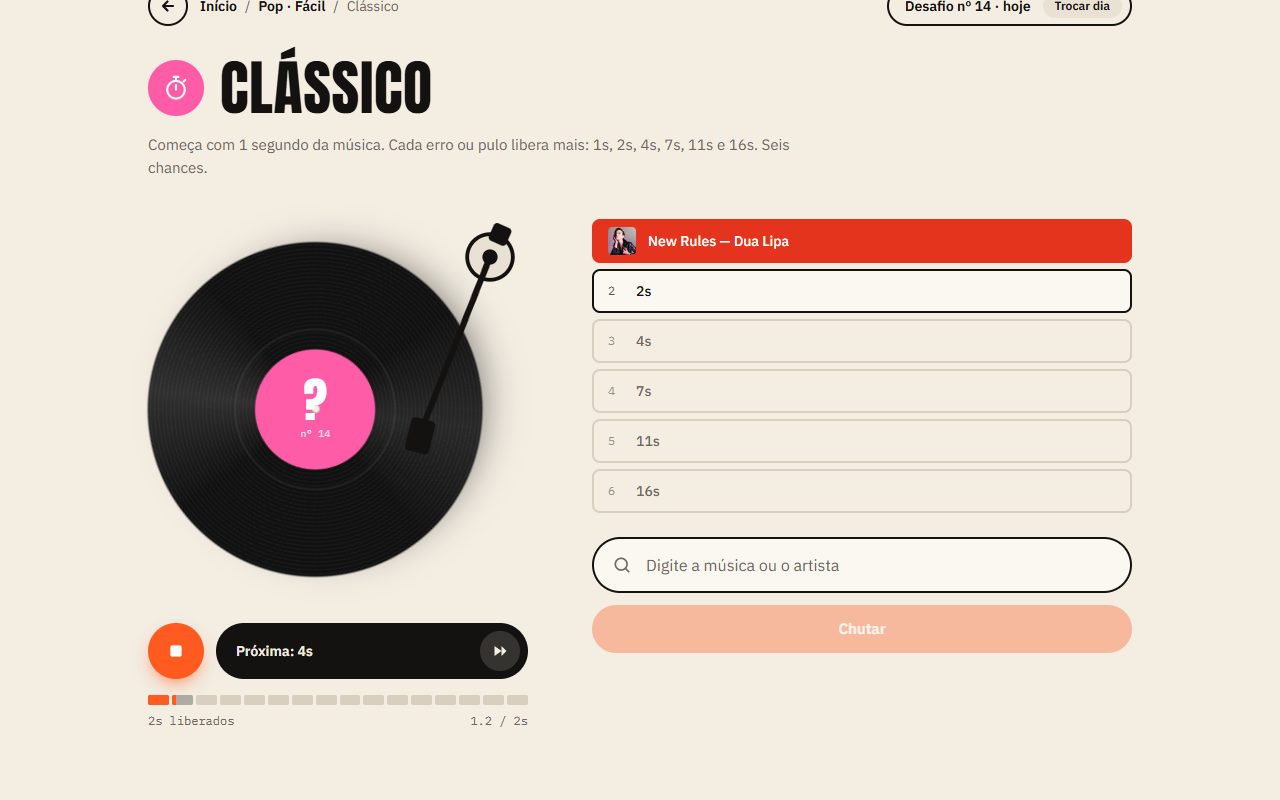 Início / Pop · Fácil / Clássico
Desafio nº 14 · hoje Trocar dia
CLÁSSICO
Começa com 1 segundo da música. Cada erro ou pulo libera mais: 1s, 2s, 4s, 7s, 11s e 16s. Seis
chances.
New Rules — Dua Lipa
2 2s
3 4s
4 7s
5 11s
6 16s
?
nº 14
Digite a música ou o artista
Chutar
Próxima: 4s
2s liberados 1.2 / 2s